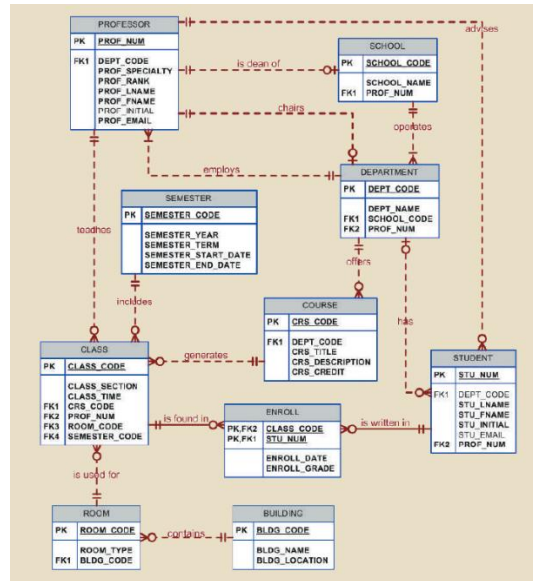 PROFESSOR
PK PROF_NUM
FK1 DEPT_CODE
PROF_SPECIALTY
PROF_RANK
PROF_LNAME
PROF_FNAME
PROF_INITIAL
PROF_EMAIL
advises
is dean of
SCHOOL
PK SCHOOL_CODE
SCHOOL_NAME
FK1 PROF_NUM
chairs
operates
employs
DEPARTMENT
PK DEPT_CODE
DEPT_NAME
FK1 SCHOOL_CODE
FK2 PROF_NUM
SEMESTER
PK SEMESTER_CODE
SEMESTER_YEAR
SEMESTER_TERM
SEMESTER_START_DATE
SEMESTER_END_DATE
teaches
offers
includes
has
COURSE
PK CRS_CODE
FK1 DEPT_CODE
CRS_TITLE
CRS_DESCRIPTION
CRS_CREDIT
generates
CLASS
PK CLASS_CODE
CLASS_SECTION
CLASS_TIME
FK1 CRS_CODE
FK2 PROF_NUM
FK3 ROOM_CODE
FK4 SEMESTER_CODE
STUDENT
PK STU_NUM
FK1 DEPT_CODE
STU_LNAME
STU_FNAME
STU_INITIAL
STU_EMAIL
FK2 PROF_NUM
is found in
ENROLL
PK,FK2 CLASS_CODE
PK,FK1 STU_NUM
ENROLL_DATE
ENROLL_GRADE
is written in
is used for
ROOM
PK ROOM_CODE
ROOM_TYPE
FK1 BLDG_CODE
contains
BUILDING
PK BLDG_CODE
BLDG_NAME
BLDG_LOCATION